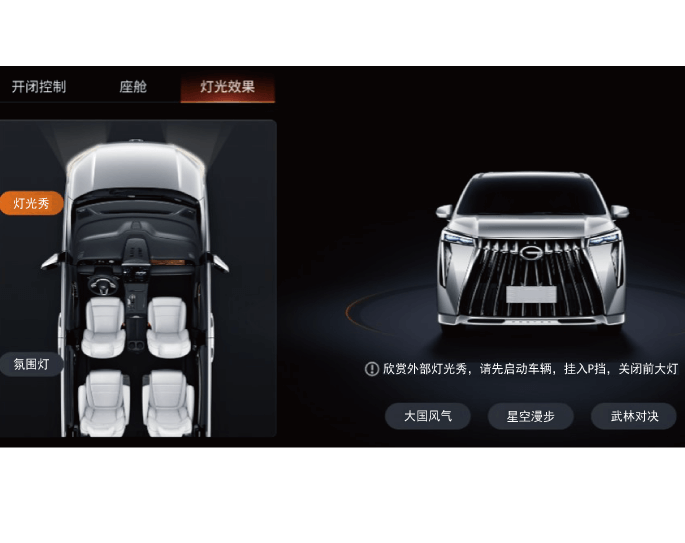 开闭控制 座舱 灯光效果
灯光秀
氛围灯
欣赏外部灯光秀，请先启动车辆，挂入P挡，关闭前大灯
大国风气 星空漫步 武林对决